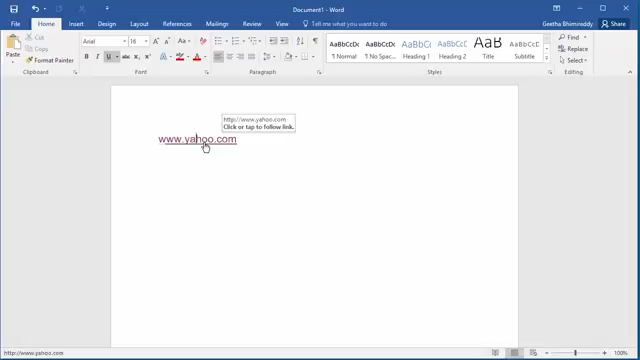 Document1 - Word
Geetha Bhimreddy
File Home Insert Design Layout References Mailings Review View Tell me what you want to do Share
Cut
Copy
Format Painter
Paste
Clipboard
Arial 16
B I U
Font
Paragraph
AaBbCcDc AaBbCcDc AaBbCc AaBbCcD AaB AaBbCcD
¶ Normal ¶ No Spac... Heading 1 Heading 2 Title Subtitle
Styles
Find
Replace
Select
Editing
http://www.yahoo.com
Click or tap to follow link.
www.yahoo.com
http://www.yahoo.com
100%